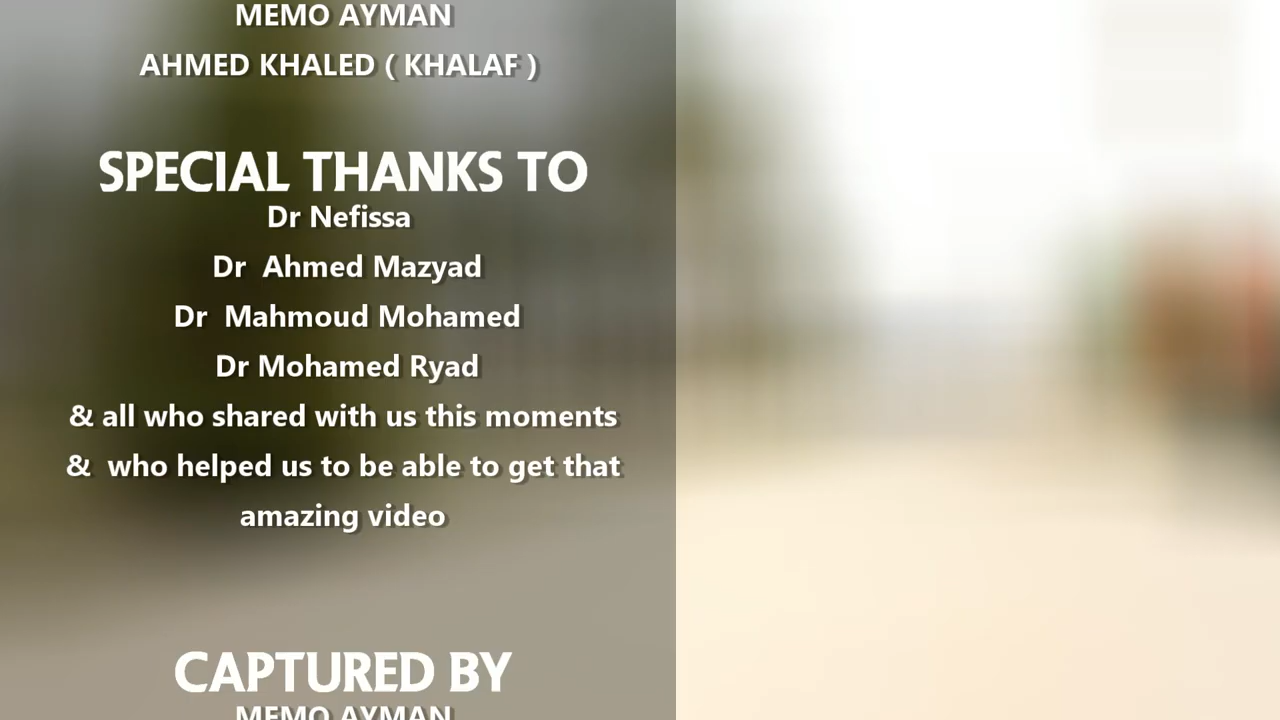 MEMO AYMAN
AHMED KHALED ( KHALAF )
SPECIAL THANKS TO
Dr Nefissa
Dr  Ahmed Mazyad
Dr  Mahmoud Mohamed
Dr Mohamed Ryad
& all who shared with us this moments
&  who helped us to be able to get that
amazing video
CAPTURED BY
MEMO AYMAN